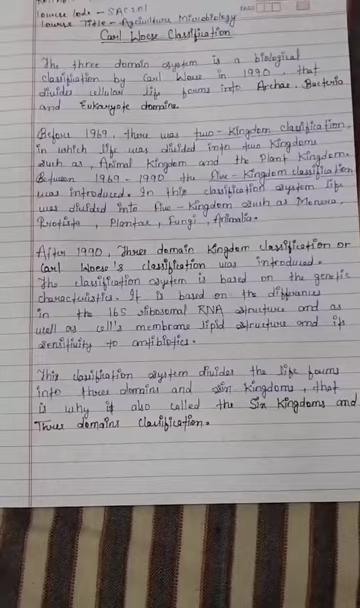 Course Code - SAC201
Course Title - Agriculture Microbiology
Carl Woese Classification
The three domain system is a biological
classification by Carl Woese in 1990, that
divides cellular life forms into Archae, Bacteria
and Eukaryote domains.
Before 1969, there was two-kingdom classification,
in which life was divided into two kingdoms
such as, Animal Kingdom and the Plant Kingdom.
Between 1969-1990 the five-kingdom classification
was introduced. In this classification system life
was divided into five-kingdom such as Monera,
Protista, Plantae, Fungi, Animalia.
After 1990, Three domain Kingdom classification or
Carl Woese's classification was introduced.
The classification system is based on the genetic
characteristics. It is based on the differences
in the 16S ribosomal RNA structure and as
well as cell's membrane lipid structure and its
sensitivity to antibiotics.
This classification system divides the life forms
into three domains and six kingdoms, that
is why it also called the Six Kingdoms and
Three domains Classification.